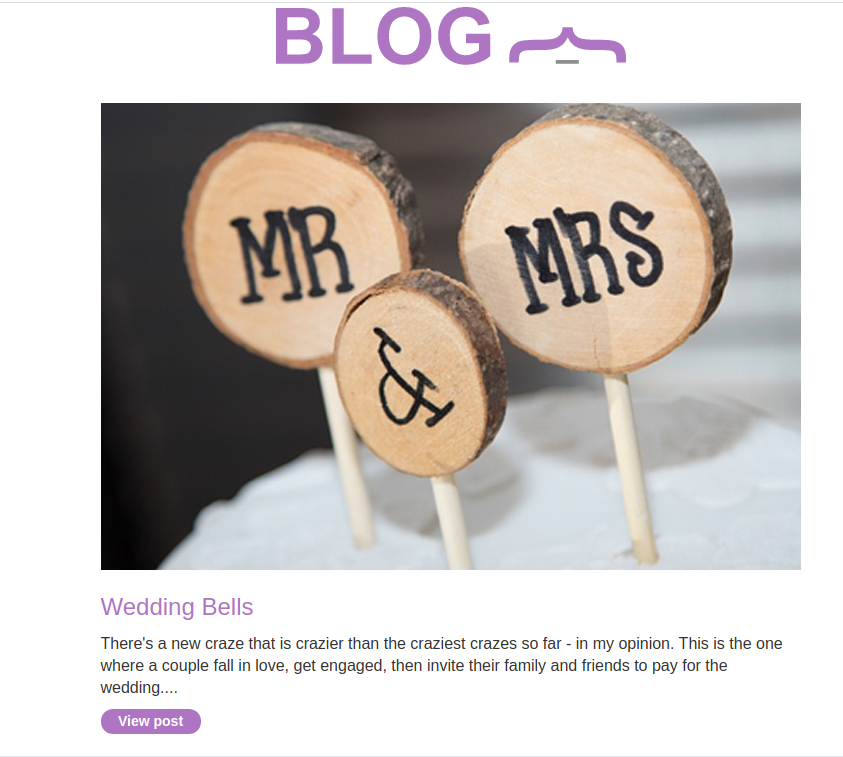 BLOG
MR
MRS
&
Wedding Bells
There's a new craze that is crazier than the craziest crazes so far - in my opinion. This is the one
where a couple fall in love, get engaged, then invite their family and friends to pay for the
wedding....
View post